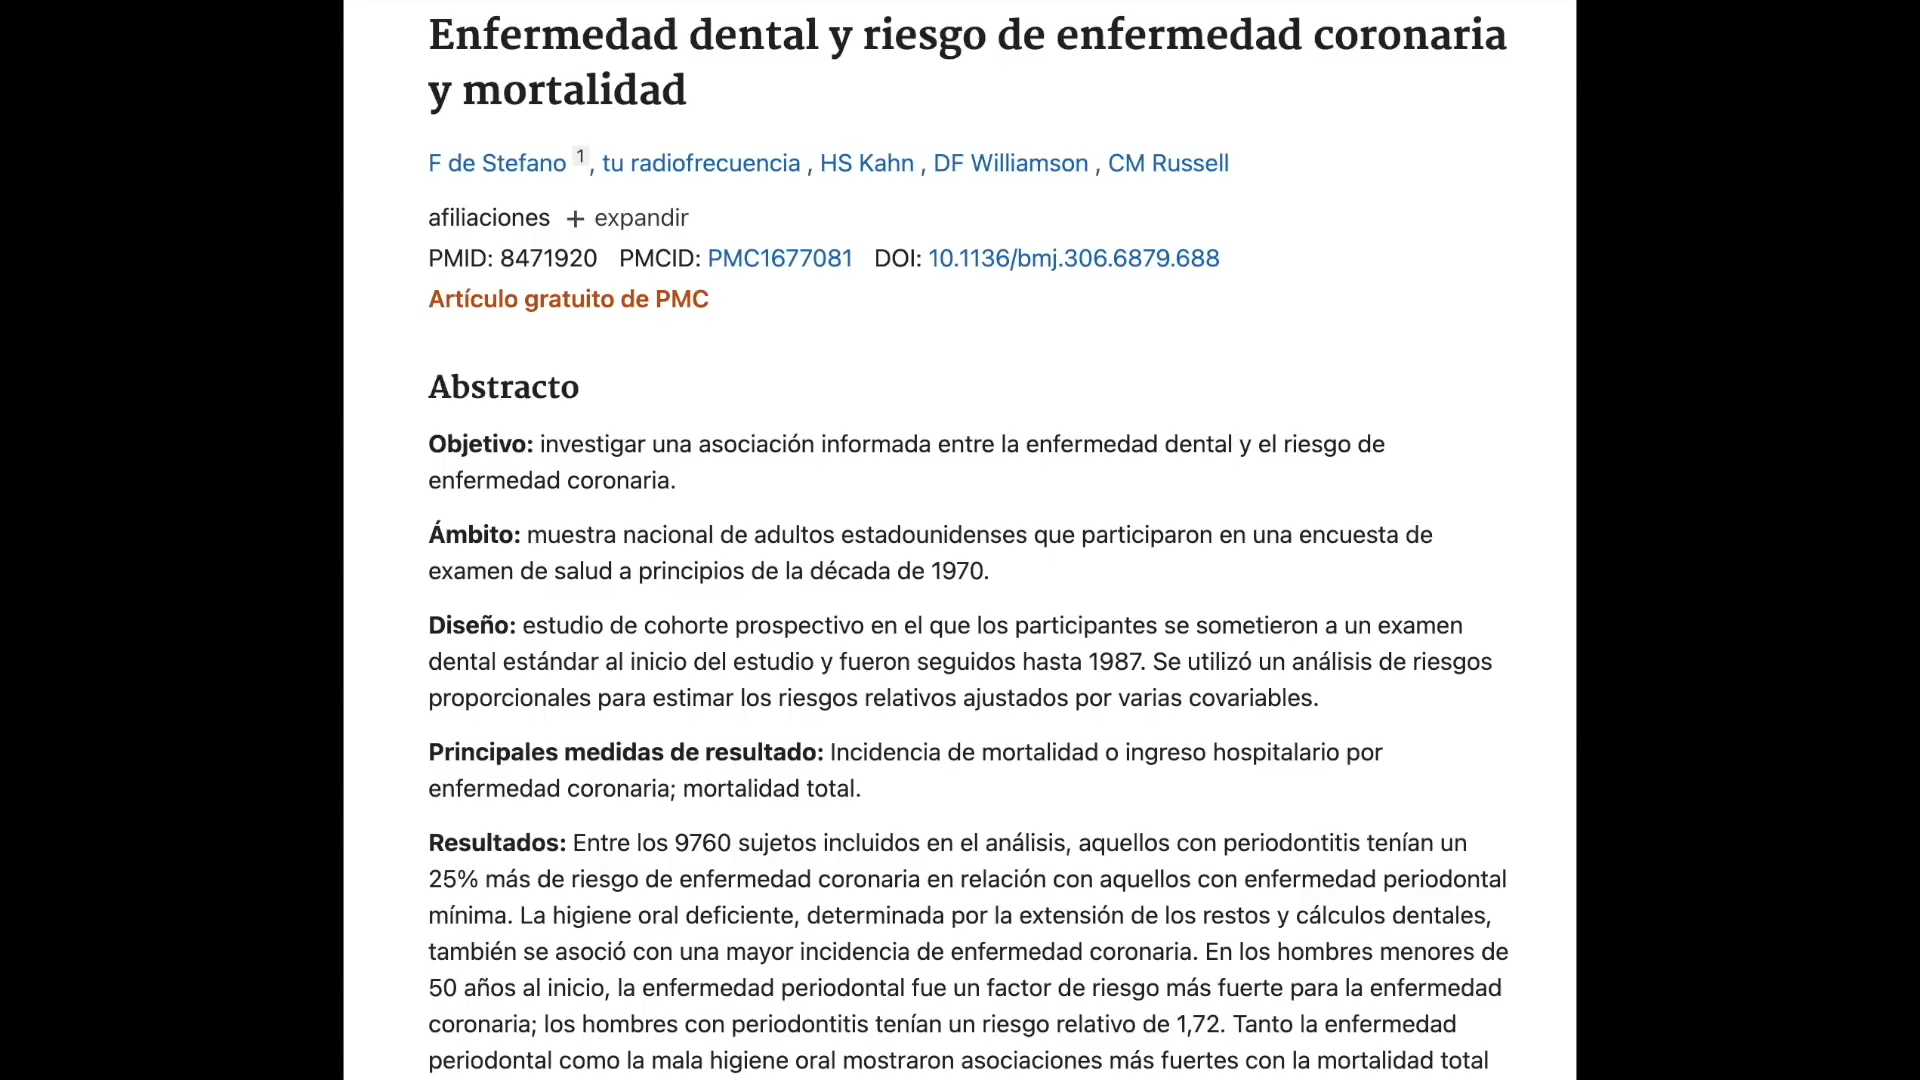 Enfermedad dental y riesgo de enfermedad coronaria
y mortalidad
F de Stefano 1 , tu radiofrecuencia , HS Kahn , DF Williamson , CM Russell
afiliaciones + expandir
PMID: 8471920 PMCID: PMC1677081 DOI: 10.1136/bmj.306.6879.688
Artículo gratuito de PMC
Abstracto
Objetivo: investigar una asociación informada entre la enfermedad dental y el riesgo de
enfermedad coronaria.
Ámbito: muestra nacional de adultos estadounidenses que participaron en una encuesta de
examen de salud a principios de la década de 1970.
Diseño: estudio de cohorte prospectivo en el que los participantes se sometieron a un examen
dental estándar al inicio del estudio y fueron seguidos hasta 1987. Se utilizó un análisis de riesgos
proporcionales para estimar los riesgos relativos ajustados por varias covariables.
Principales medidas de resultado: Incidencia de mortalidad o ingreso hospitalario por
enfermedad coronaria; mortalidad total.
Resultados: Entre los 9760 sujetos incluidos en el análisis, aquellos con periodontitis tenían un
25% más de riesgo de enfermedad coronaria en relación con aquellos con enfermedad periodontal
mínima. La higiene oral deficiente, determinada por la extensión de los restos y cálculos dentales,
también se asoció con una mayor incidencia de enfermedad coronaria. En los hombres menores de
50 años al inicio, la enfermedad periodontal fue un factor de riesgo más fuerte para la enfermedad
coronaria; los hombres con periodontitis tenían un riesgo relativo de 1,72. Tanto la enfermedad
periodontal como la mala higiene oral mostraron asociaciones más fuertes con la mortalidad total